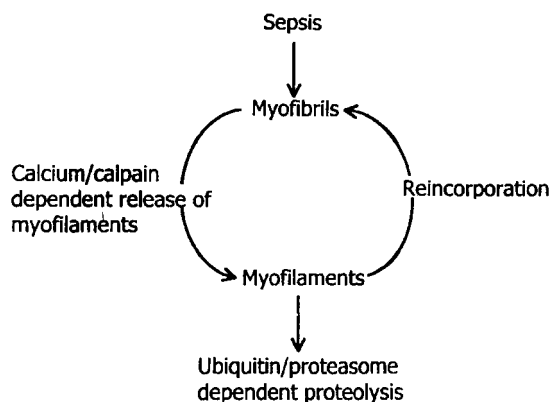 Sepsis
Myofibrils
Calcium/calpain
dependent release of
myofilaments
Reincorporation
Myofilaments
Ubiquitin/proteasome
dependent proteolysis